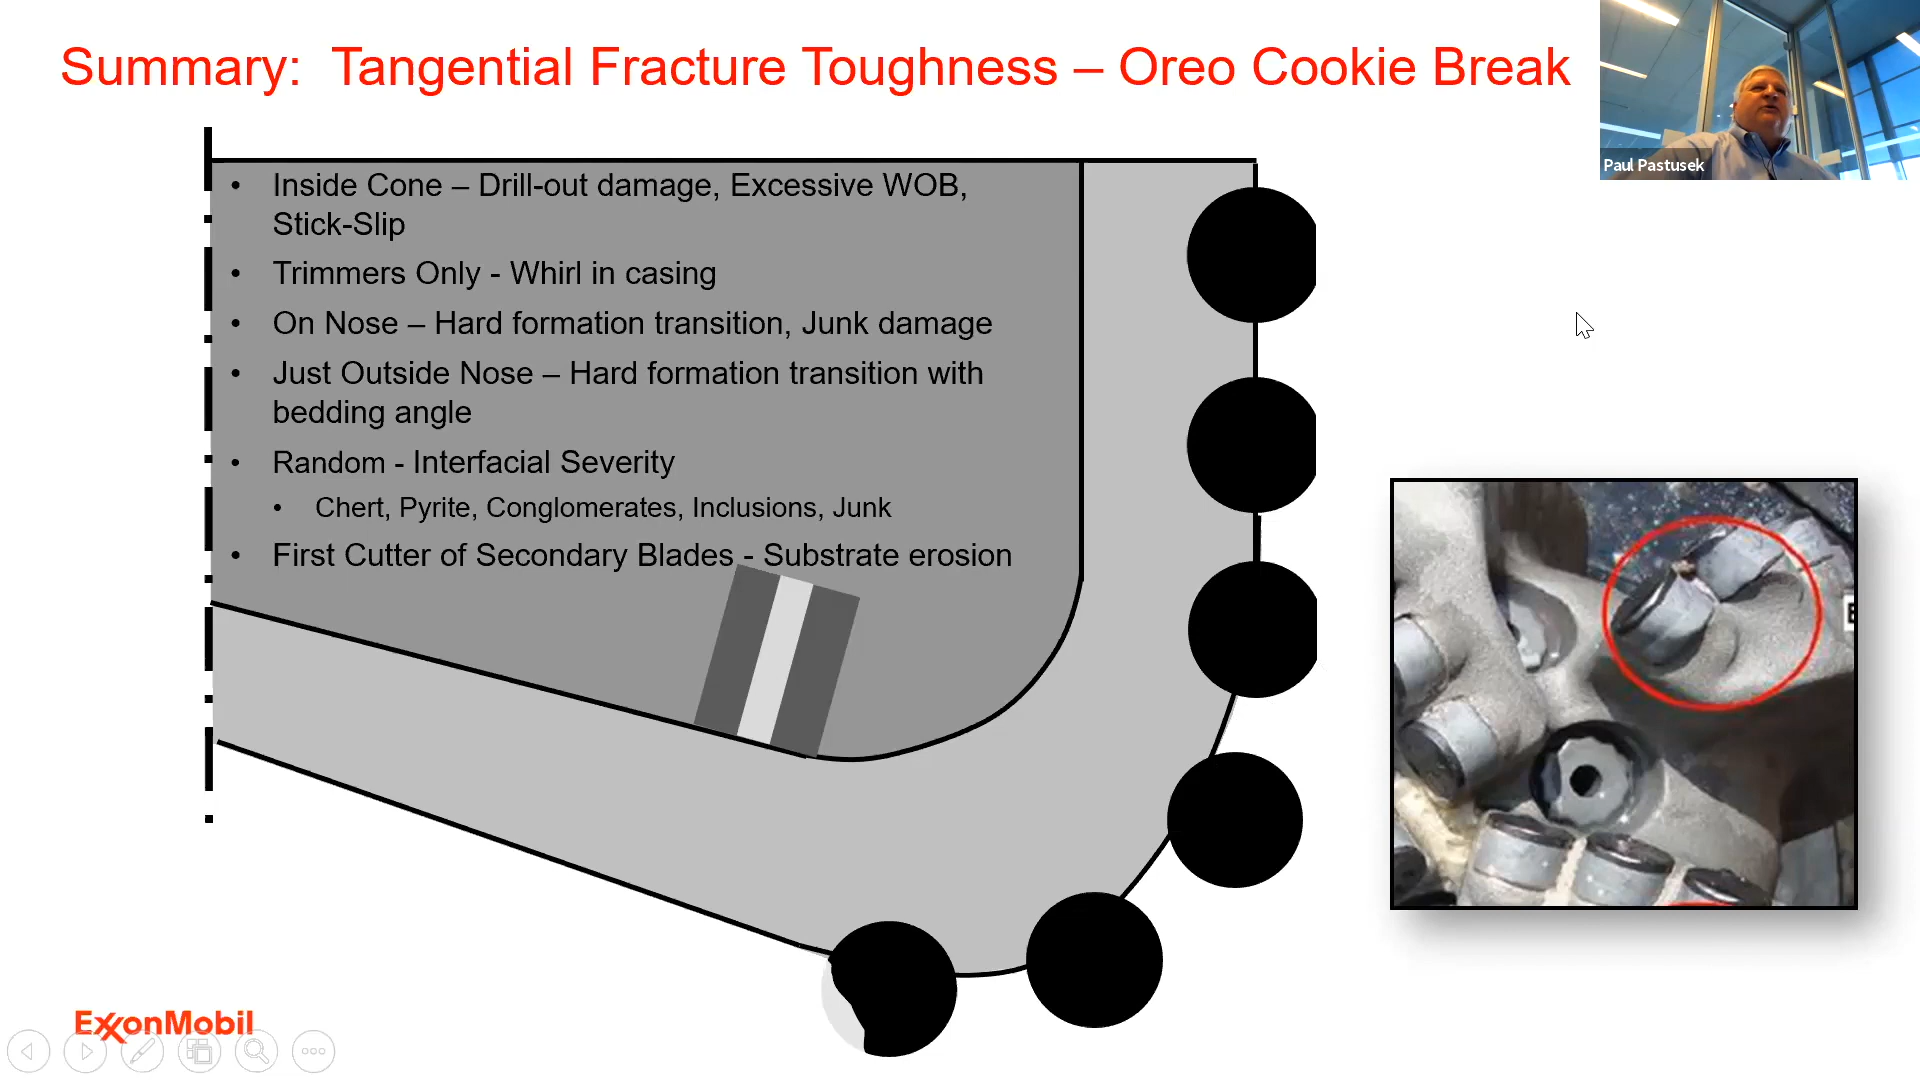 Summary: Tangential Fracture Toughness – Oreo Cookie Break
Paul Pastusek
• Inside Cone – Drill-out damage, Excessive WOB,
Stick-Slip
• Trimmers Only - Whirl in casing
• On Nose – Hard formation transition, Junk damage
• Just Outside Nose – Hard formation transition with
bedding angle
• Random - Interfacial Severity
• Chert, Pyrite, Conglomerates, Inclusions, Junk
• First Cutter of Secondary Blades - Substrate erosion
ExxonMobil